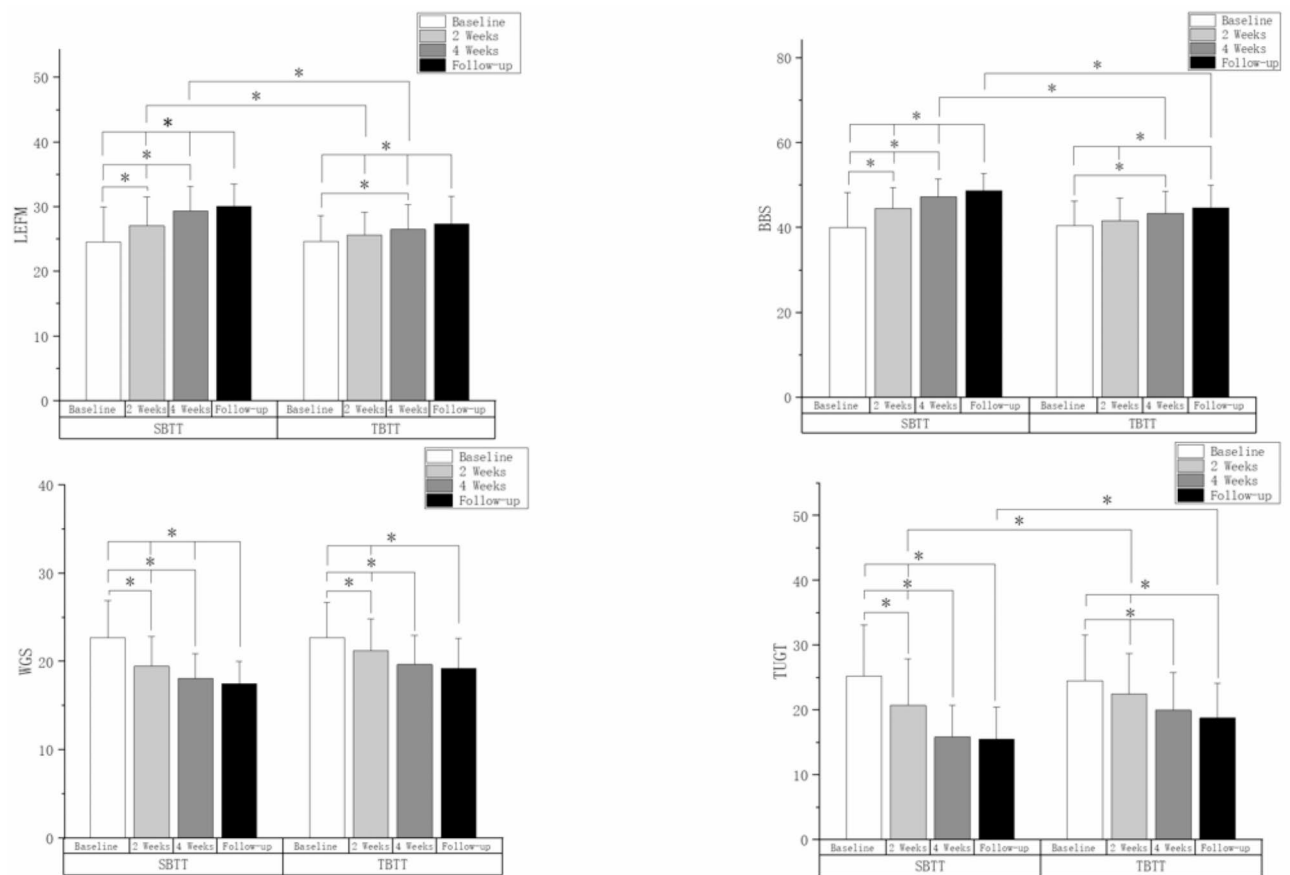 Baseline
2 Weeks
4 Weeks
Follow-up
LEFM
50
40
30
20
10
0
* * * * * * *
Baseline 2 Weeks 4 Weeks Follow-up Baseline 2 Weeks 4 Weeks Follow-up
SBTT TBTT
Baseline
2 Weeks
4 Weeks
Follow-up
BBS
80
60
40
20
0
* * * * * * *
Baseline 2 Weeks 4 Weeks Follow-up Baseline 2 Weeks 4 Weeks Follow-up
SBTT TBTT
Baseline
2 Weeks
4 Weeks
Follow-up
WGS
40
30
20
10
0
* * * * * *
Baseline 2 Weeks 4 Weeks Follow-up Baseline 2 Weeks 4 Weeks Follow-up
SBTT TBTT
Baseline
2 Weeks
4 Weeks
Follow-up
TUGT
50
40
30
20
10
0
* * * * * * *
Baseline 2 Weeks 4 Weeks Follow-up Baseline 2 Weeks 4 Weeks Follow-up
SBTT TBTT